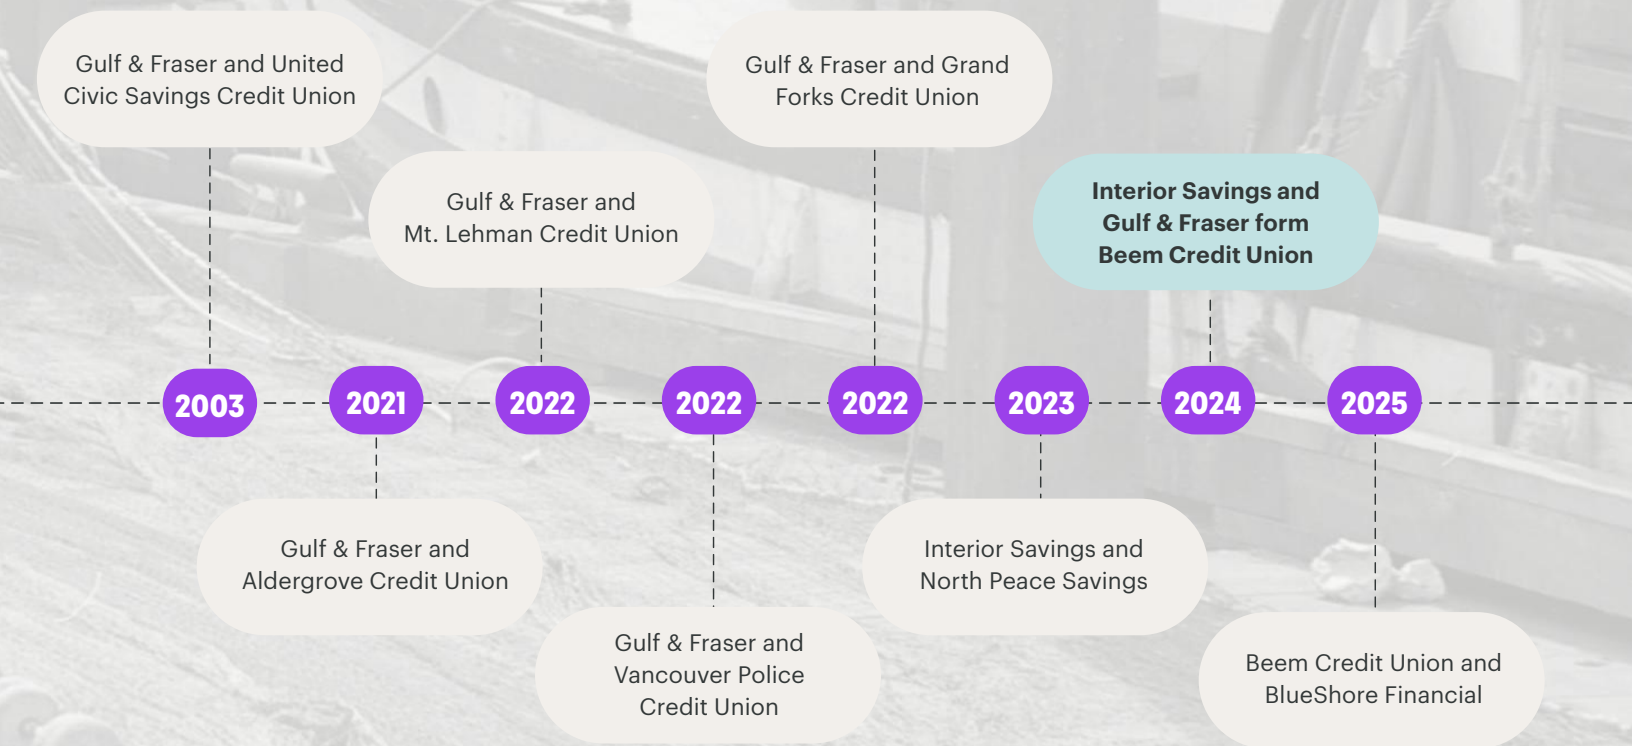 Gulf & Fraser and United
Civic Savings Credit Union
Gulf & Fraser and Grand
Forks Credit Union
Gulf & Fraser and
Mt. Lehman Credit Union
Interior Savings and
Gulf & Fraser form
Beem Credit Union
2003
2021
2022
2022
2022
2023
2024
2025
Gulf & Fraser and
Aldergrove Credit Union
Interior Savings and
North Peace Savings
Gulf & Fraser and
Vancouver Police
Credit Union
Beem Credit Union and
BlueShore Financial